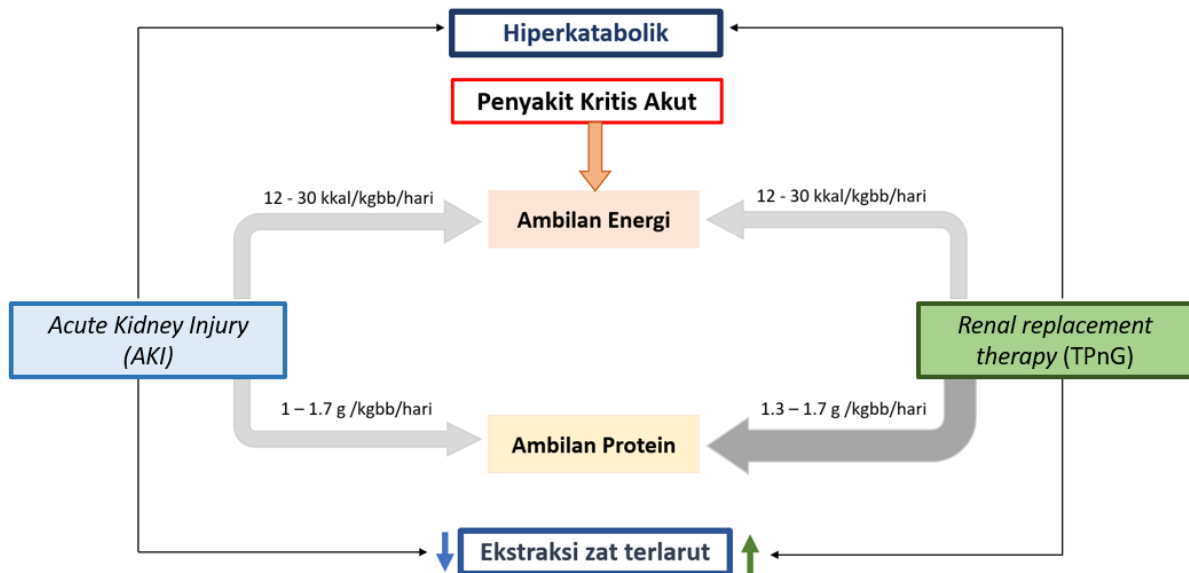 Hiperkatabolik
Penyakit Kritis Akut
12 - 30 kkal/kgbb/hari
12 - 30 kkal/kgbb/hari
Ambilan Energi
Acute Kidney Injury
(AKI)
Renal replacement
therapy (TPnG)
1 – 1.7 g /kgbb/hari
1.3 – 1.7 g /kgbb/hari
Ambilan Protein
Ekstraksi zat terlarut